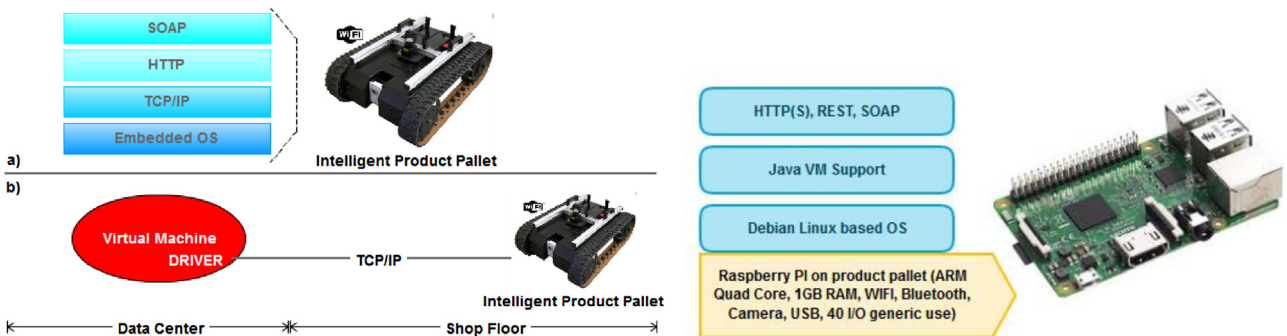 SOAP
HTTP
TCP/IP
Embedded OS
WiFi
Intelligent Product Pallet
a)
b)
Virtual Machine
DRIVER
TCP/IP
WiFi
Intelligent Product Pallet
Data Center
Shop Floor
HTTP(S), REST, SOAP
Java VM Support
Debian Linux based OS
Raspberry PI on product pallet (ARM
Quad Core, 1GB RAM, WIFI, Bluetooth,
Camera, USB, 40 I/O generic use)